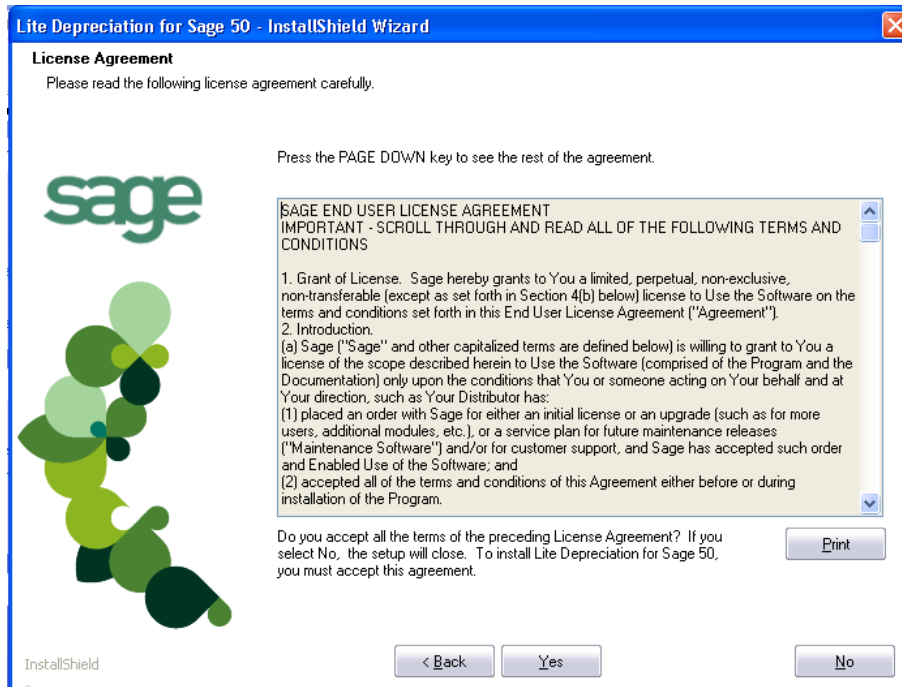 Lite Depreciation for Sage 50 - InstallShield Wizard
License Agreement
Please read the following license agreement carefully.
Press the PAGE DOWN key to see the rest of the agreement.
sage
SAGE END USER LICENSE AGREEMENT
IMPORTANT - SCROLL THROUGH AND READ ALL OF THE FOLLOWING TERMS AND
CONDITIONS
1. Grant of License.  Sage hereby grants to You a limited, perpetual, non-exclusive,
non-transferable (except as set forth in Section 4(b) below) license to Use the Software on the
terms and conditions set forth in this End User License Agreement ("Agreement").
2. Introduction.
(a) Sage ("Sage" and other capitalized terms are defined below) is willing to grant to You a
license of the scope described herein to Use the Software (comprised of the Program and the
Documentation) only upon the conditions that You or someone acting on Your behalf and at
Your direction, such as Your Distributor has:
(1) placed an order with Sage for either an initial license or an upgrade (such as for more
users, additional modules, etc.), or a service plan for future maintenance releases
("Maintenance Software") and/or for customer support, and Sage has accepted such order
and Enabled Use of the Software; and
(2) accepted all of the terms and conditions of this Agreement either before or during
installation of the Program.
Do you accept all the terms of the preceding License Agreement?  If you
select No,  the setup will close.  To install Lite Depreciation for Sage 50,
you must accept this agreement.
Print
InstallShield
< Back
Yes
No